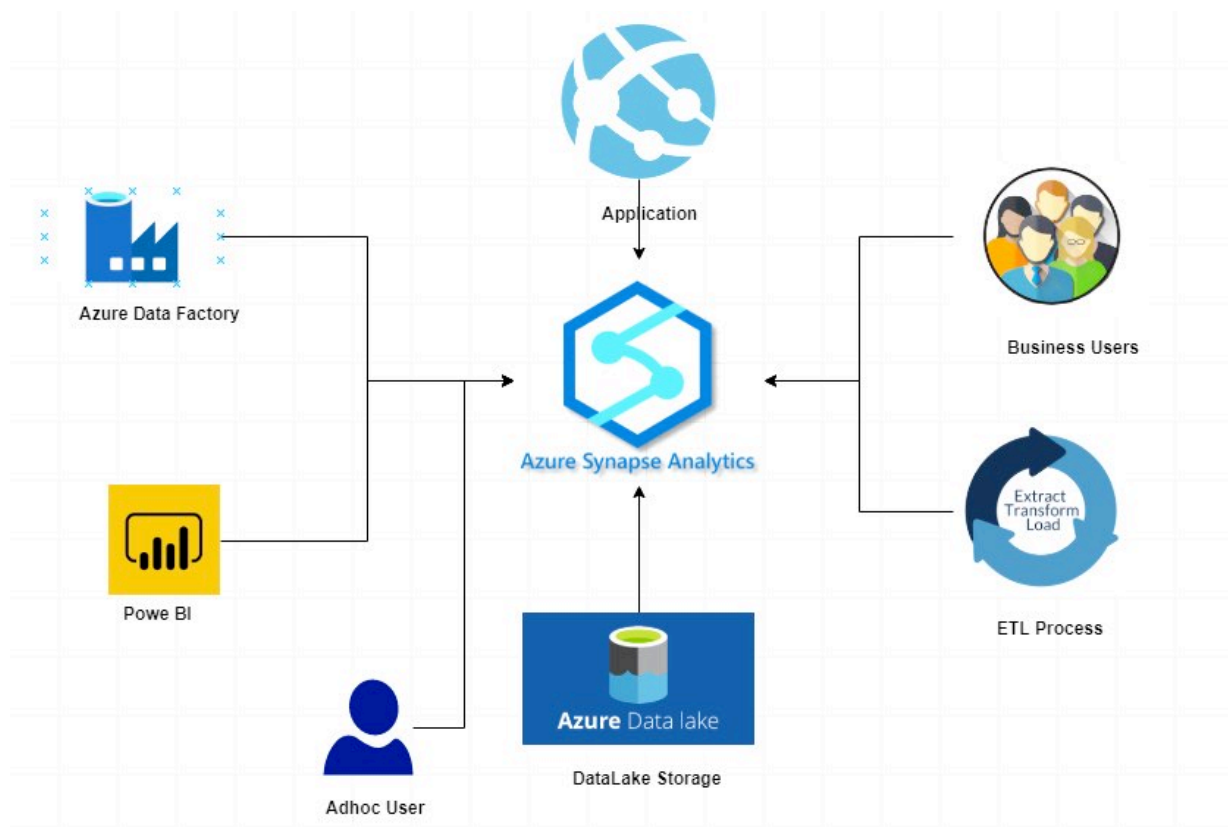 Application
Azure Data Factory
Business Users
Azure Synapse Analytics
Extract
Transform
Load
Powe BI
ETL Process
Azure Data lake
DataLake Storage
Adhoc User